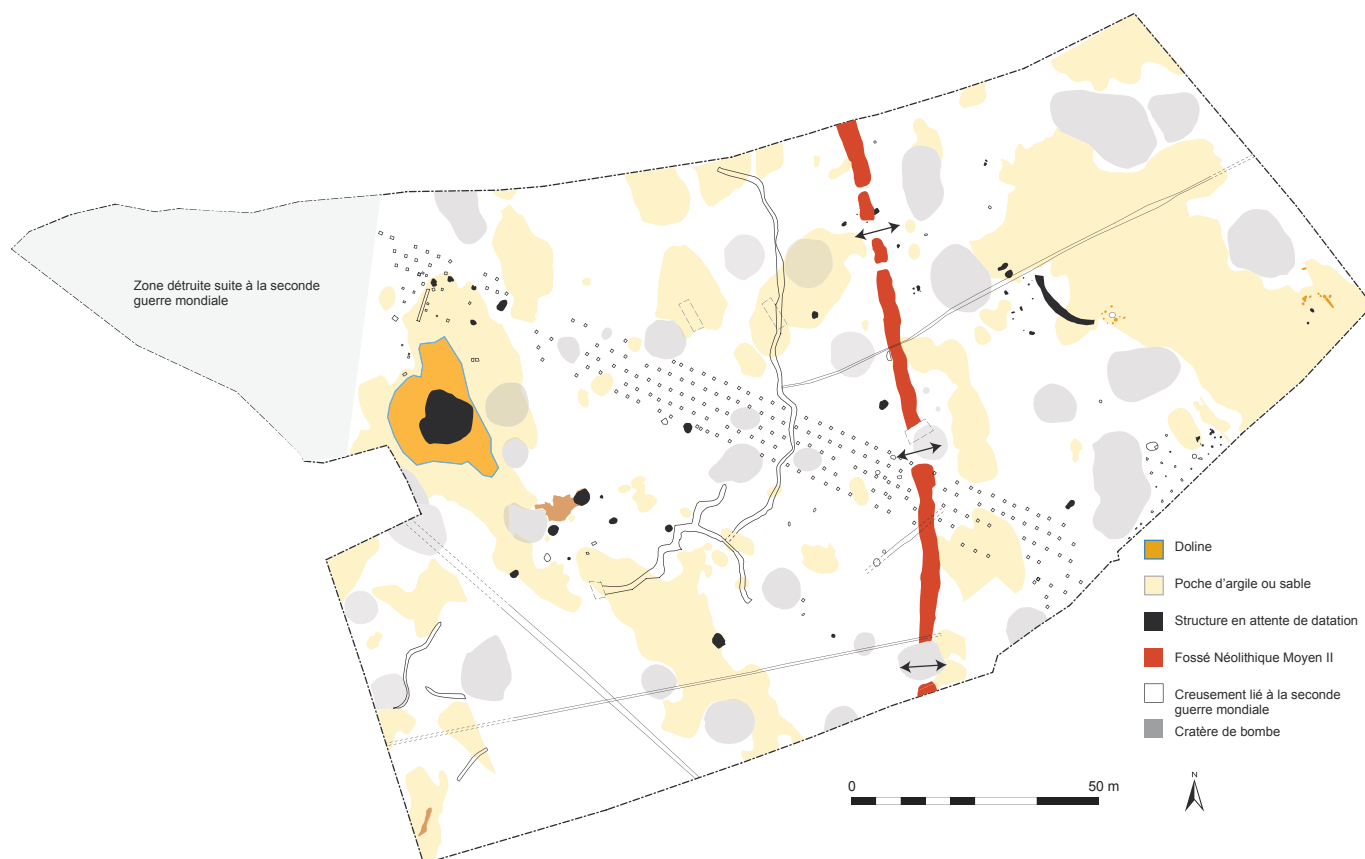 Zone détruite suite à la seconde
guerre mondiale
Doline
Poche d'argile ou sable
Structure en attente de datation
Fossé Néolithique Moyen II
Creusement lié à la seconde
guerre mondiale
Cratère de bombe
0 50 m
N